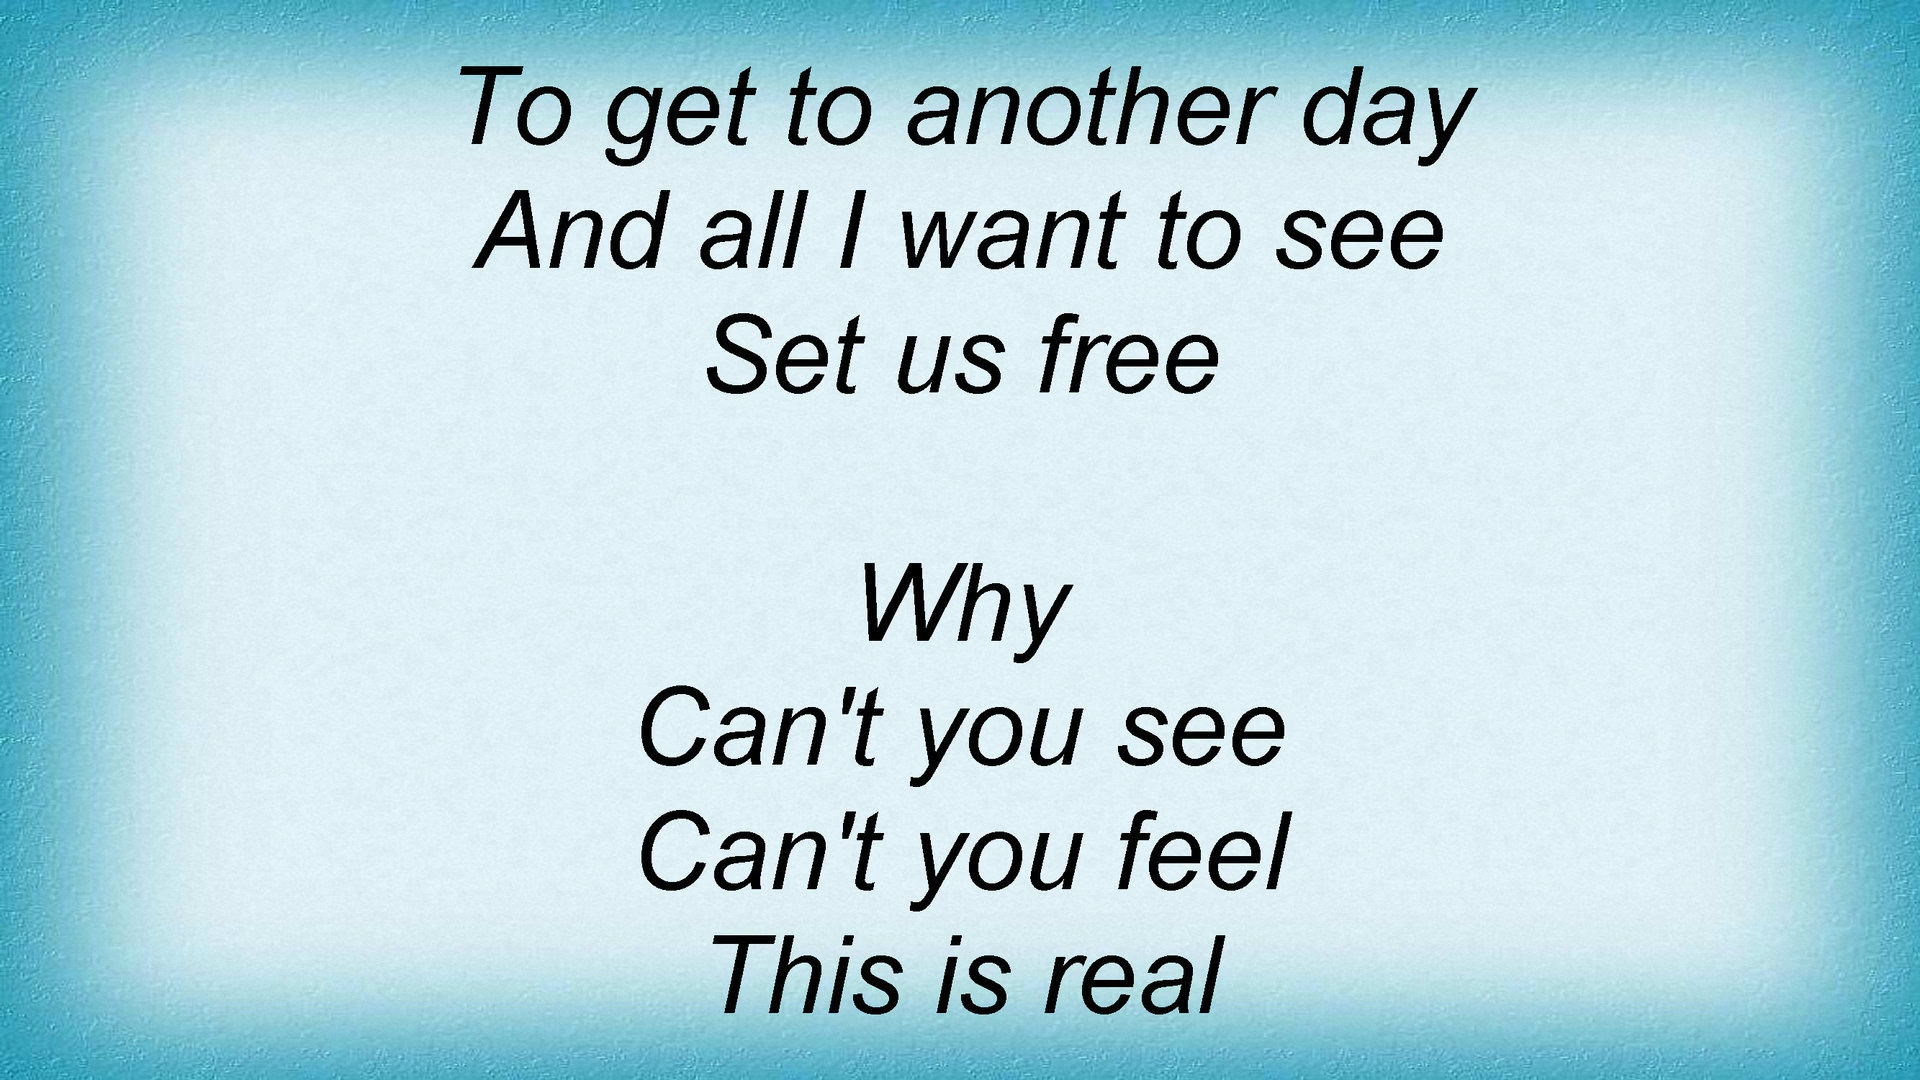 To get to another day
And all I want to see
Set us free
Why
Can't you see
Can't you feel
This is real